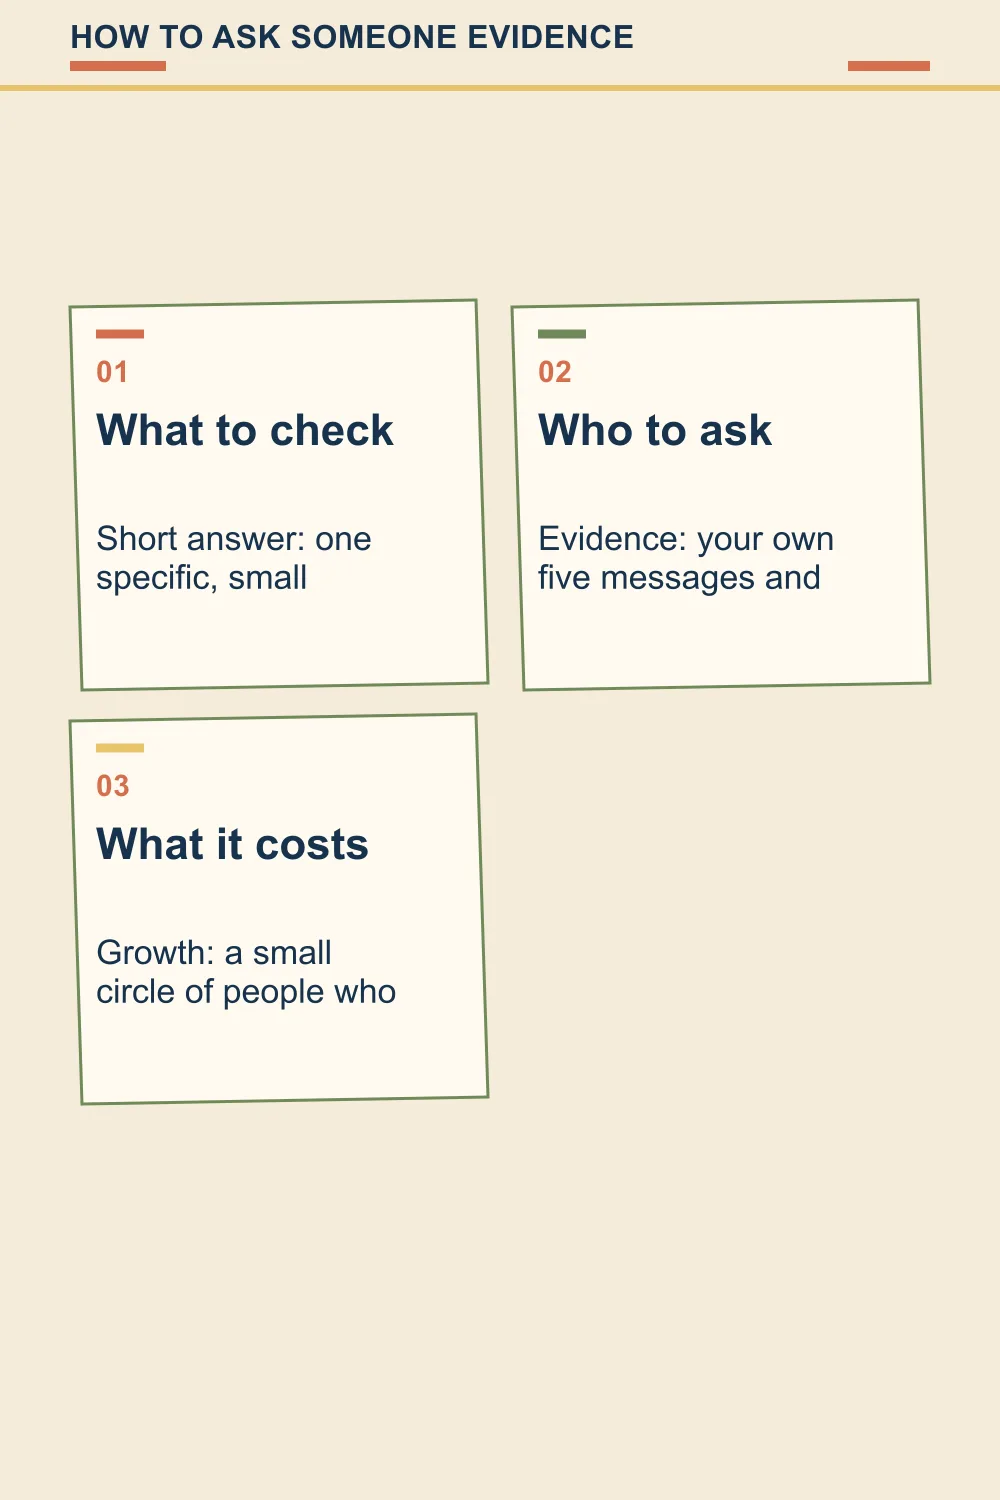 HOW TO ASK SOMEONE EVIDENCE
01
What to check
Short answer: one
specific, small
02
Who to ask
Evidence: your own
five messages and
03
What it costs
Growth: a small
circle of people who